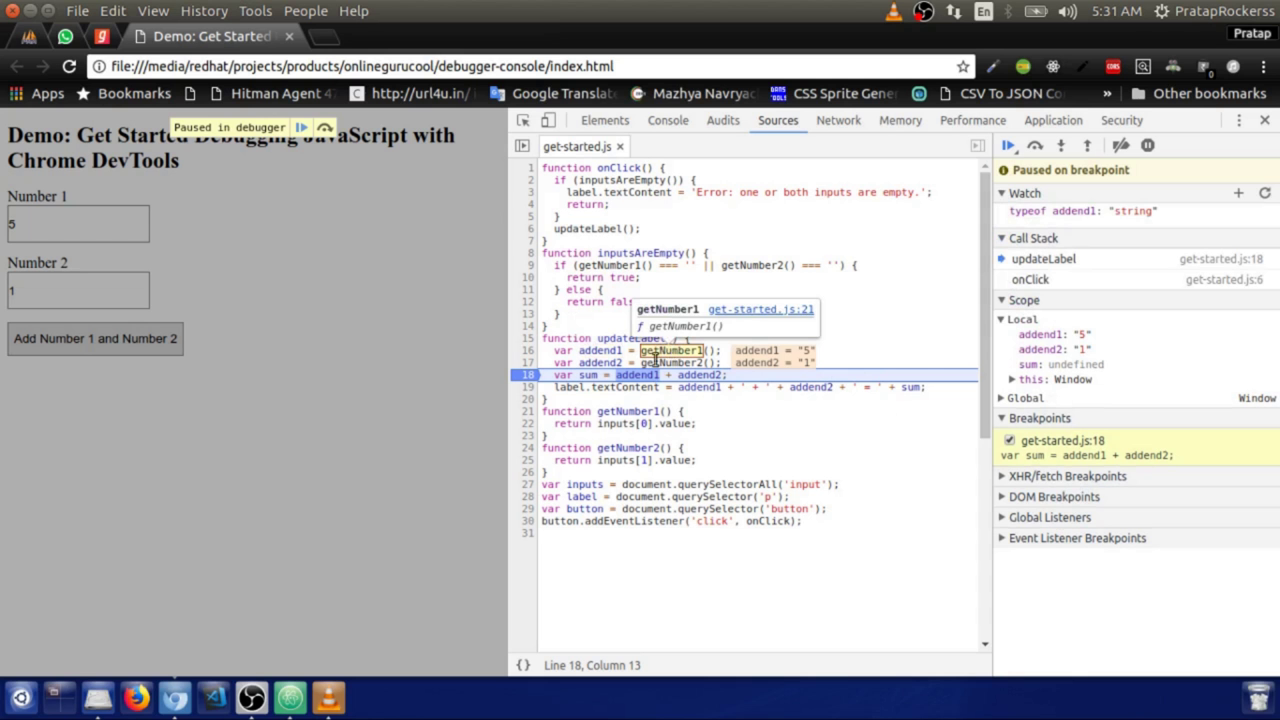 File Edit View History Tools People Help
En 5:31 AM PratapRockerss
Demo: Get Started
Pratap
file:///media/redhat/projects/products/onlinegurucool/debugger-console/index.html
Apps Bookmarks Hitman Agent 47 http://url4u.in/ Google Translat Mazhya Navryac CSS Sprite Gene CSV To JSON Co » Other bookmarks
Paused in debugger
Demo: Get Started Debugging JavaScript with
Chrome DevTools
Number 1
5
Number 2
1
Add Number 1 and Number 2
Elements Console Audits Sources Network Memory Performance Application Security
get-started.js
1 function onClick() {
2 if (inputsAreEmpty()) {
3 label.textContent = 'Error: one or both inputs are empty.';
4 return;
5 }
6 updateLabel();
7 }
8 function inputsAreEmpty() {
9 if (getNumber1() === '' || getNumber2() === '') {
10 return true;
11 } else {
12 return fals
13 }
14 }
getNumber1 get-started.js:21
ƒ getNumber1()
15 function updateLabel() {
16 var addend1 = getNumber1(); addend1 = "5"
17 var addend2 = getNumber2(); addend2 = "1"
18 var sum = addend1 + addend2;
19 label.textContent = addend1 + ' + ' + addend2 + ' = ' + sum;
20 }
21 function getNumber1() {
22 return inputs[0].value;
23 }
24 function getNumber2() {
25 return inputs[1].value;
26 }
27 var inputs = document.querySelectorAll('input');
28 var label = document.querySelector('p');
29 var button = document.querySelector('button');
30 button.addEventListener('click', onClick);
31
{} Line 18, Column 13
Paused on breakpoint
Watch
typeof addend1: "string"
Call Stack
updateLabel get-started.js:18
onClick get-started.js:6
Scope
Local
addend1: "5"
addend2: "1"
sum: undefined
this: Window
Global Window
Breakpoints
get-started.js:18
var sum = addend1 + addend2;
XHR/fetch Breakpoints
DOM Breakpoints
Global Listeners
Event Listener Breakpoints